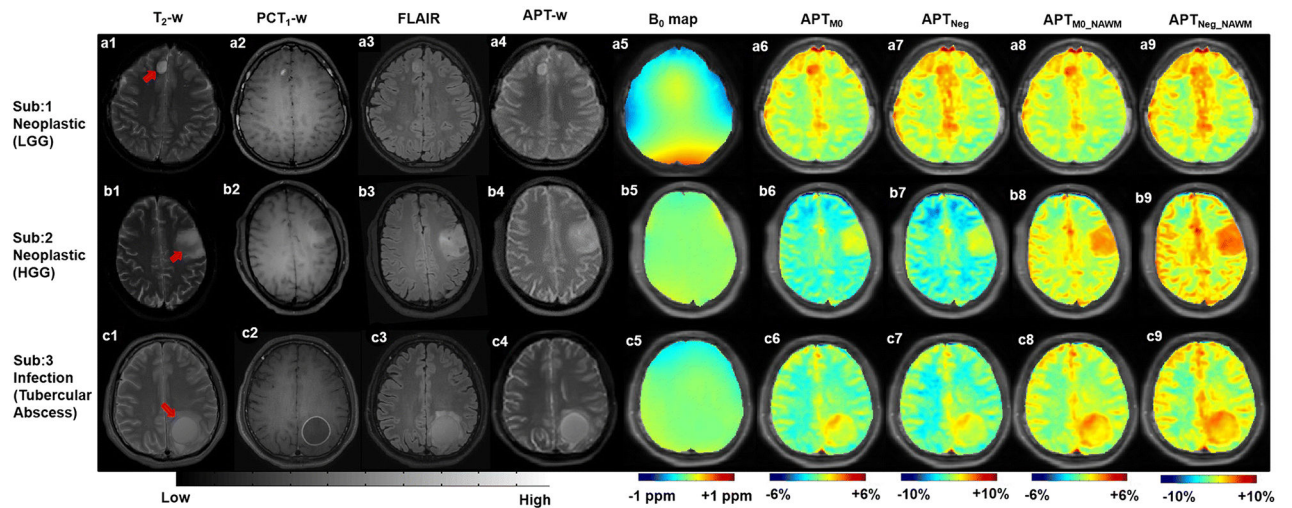 T2-w PCT1-w FLAIR APT-w B0 map APTM0 APTNeg APTM0_NAWM APTNeg_NAWM
a1 a2 a3 a4 a5 a6 a7 a8 a9
Sub:1
Neoplastic
(LGG)
b1 b2 b3 b4 b5 b6 b7 b8 b9
Sub:2
Neoplastic
(HGG)
c1 c2 c3 c4 c5 c6 c7 c8 c9
Sub:3
Infection
(Tubercular
Abscess)
Low High -1 ppm +1 ppm -6% +6% -10% +10% -6% +6% -10% +10%